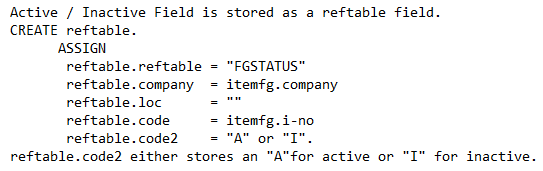 Active / Inactive Field is stored as a reftable field.
CREATE reftable.
ASSIGN
reftable.reftable = "FGSTATUS"
reftable.company = itemfg.company
reftable.loc = ""
reftable.code = itemfg.i-no
reftable.code2 = "A" or "I".
reftable.code2 either stores an "A"for active or "I" for inactive.